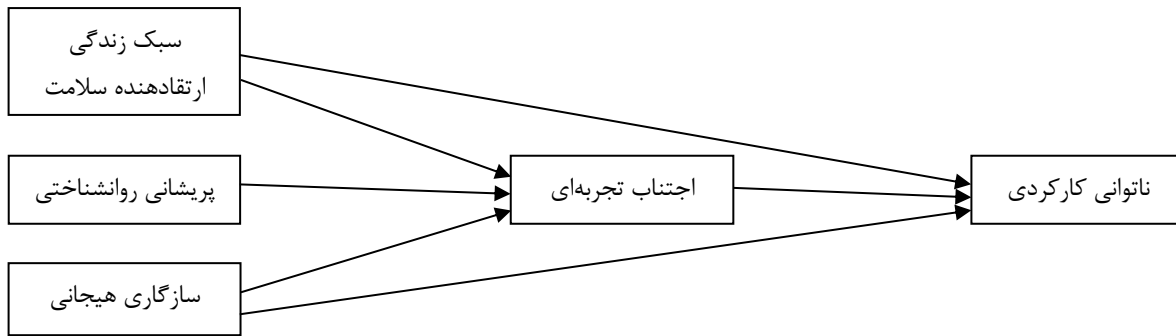 سبک زندگی
ارتقادهنده سلامت
پریشانی روانشناختی
اجتناب تجربه‌ای
ناتوانی کارکردی
سازگاری هیجانی